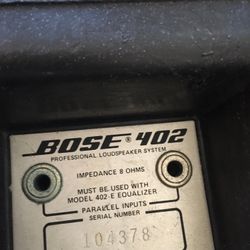 BOSE® 402
PROFESSIONAL LOUDSPEAKER SYSTEM
IMPEDANCE 8 OHMS
MUST BE USED WITH
MODEL 402-E EQUALIZER
PARALLEL INPUTS
SERIAL NUMBER
104378